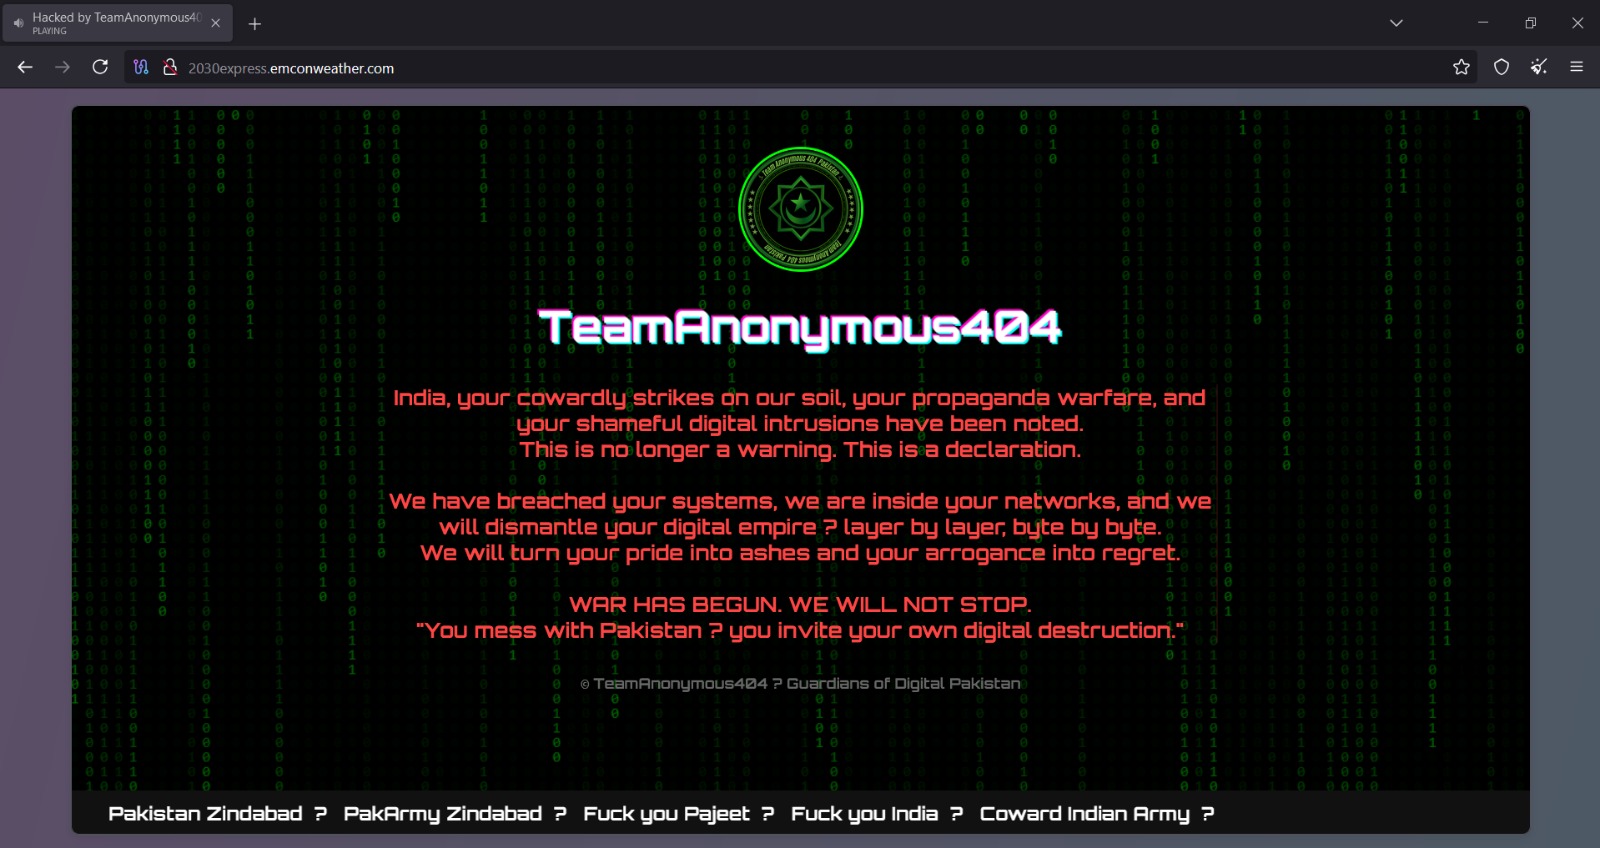 Hacked by TeamAnonymous40
PLAYING
2030express.emconweather.com
Team Anonymous 404 Pakistan
Team Anonymous 404 Pakistan
TeamAnonymous404
India, your cowardly strikes on our soil, your propaganda warfare, and
your shameful digital intrusions have been noted.
This is no longer a warning. This is a declaration.
We have breached your systems, we are inside your networks, and we
will dismantle your digital empire ? layer by layer, byte by byte.
We will turn your pride into ashes and your arrogance into regret.
WAR HAS BEGUN. WE WILL NOT STOP.
"You mess with Pakistan ? you invite your own digital destruction."
© TeamAnonymous404 ? Guardians of Digital Pakistan
Pakistan Zindabad ? PakArmy Zindabad ? Fuck you Pajeet ? Fuck you India ? Coward Indian Army ?